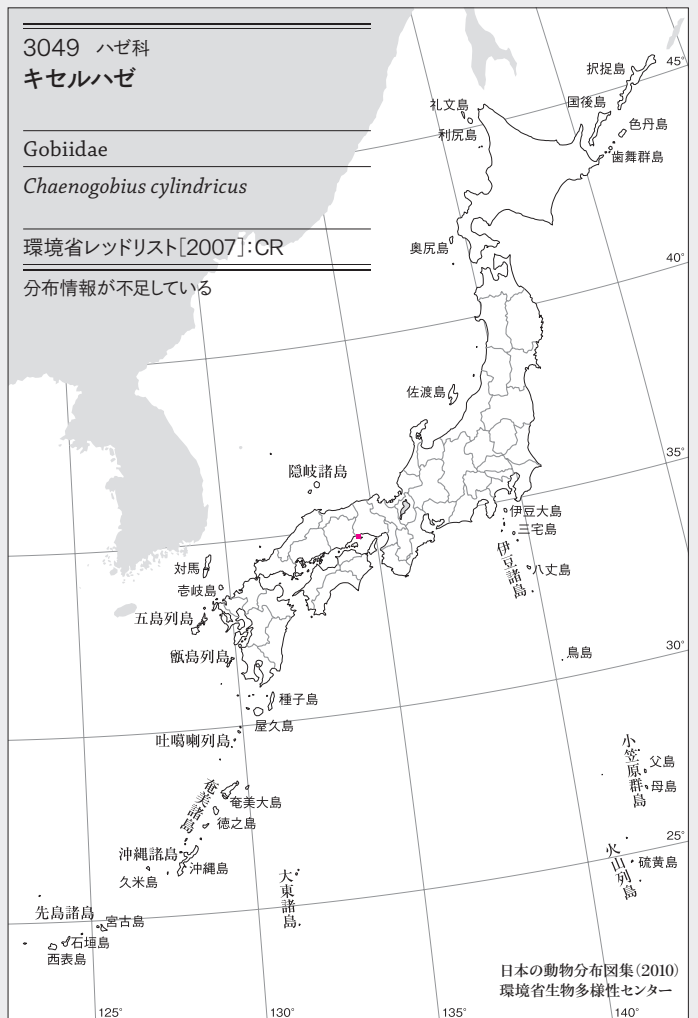 3049 ハゼ科
キセルハゼ
Gobiidae
Chaenogobius cylindricus
環境省レッドリスト[2007]:CR
分布情報が不足している
45°
択捉島
国後島
礼文島
色丹島
利尻島
歯舞群島
奥尻島
40°
佐渡島
35°
隠岐諸島
伊豆大島
三宅島
伊豆諸島
八丈島
対馬
壱岐島
五島列島
甑島列島
鳥島
30°
種子島
屋久島
吐噶喇列島
小笠原群島
父島
母島
奄美諸島
奄美大島
徳之島
25°
沖縄諸島
沖縄島
久米島
火山列島
硫黄島
大東諸島
先島諸島
宮古島
石垣島
西表島
日本の動物分布図集(2010)
環境省生物多様性センター
125°
130°
135°
140°